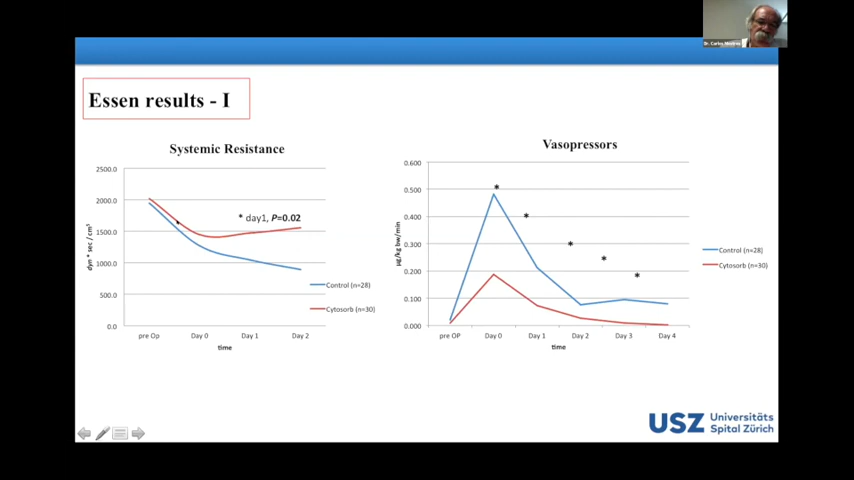 Dr. Carlos
Essen results - I
Systemic Resistance
2500.0
2000.0
1500.0
1000.0
500.0
0.0
dyn * sec / cm⁵
* day1, P=0.02
Control (n=28)
Cytosorb (n=30)
pre Op Day 0 Day 1 Day 2
time
Vasopressors
0.600
0.500
0.400
0.300
0.200
0.100
0.000
µg/kg bw/min
* * * * *
Control (n=28)
Cytosorb (n=30)
pre OP Day 0 Day 1 Day 2 Day 3 Day 4
time
USZ Universitäts
Spital Zürich